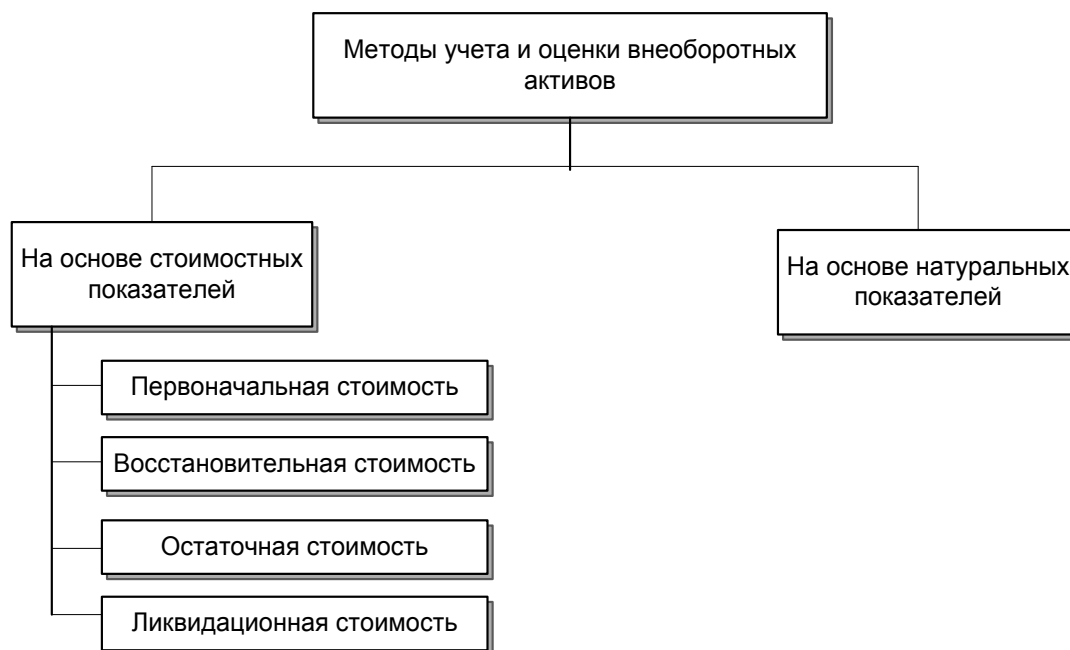 Методы учета и оценки внеоборотных
активов
На основе стоимостных
показателей
На основе натуральных
показателей
Первоначальная стоимость
Восстановительная стоимость
Остаточная стоимость
Ликвидационная стоимость